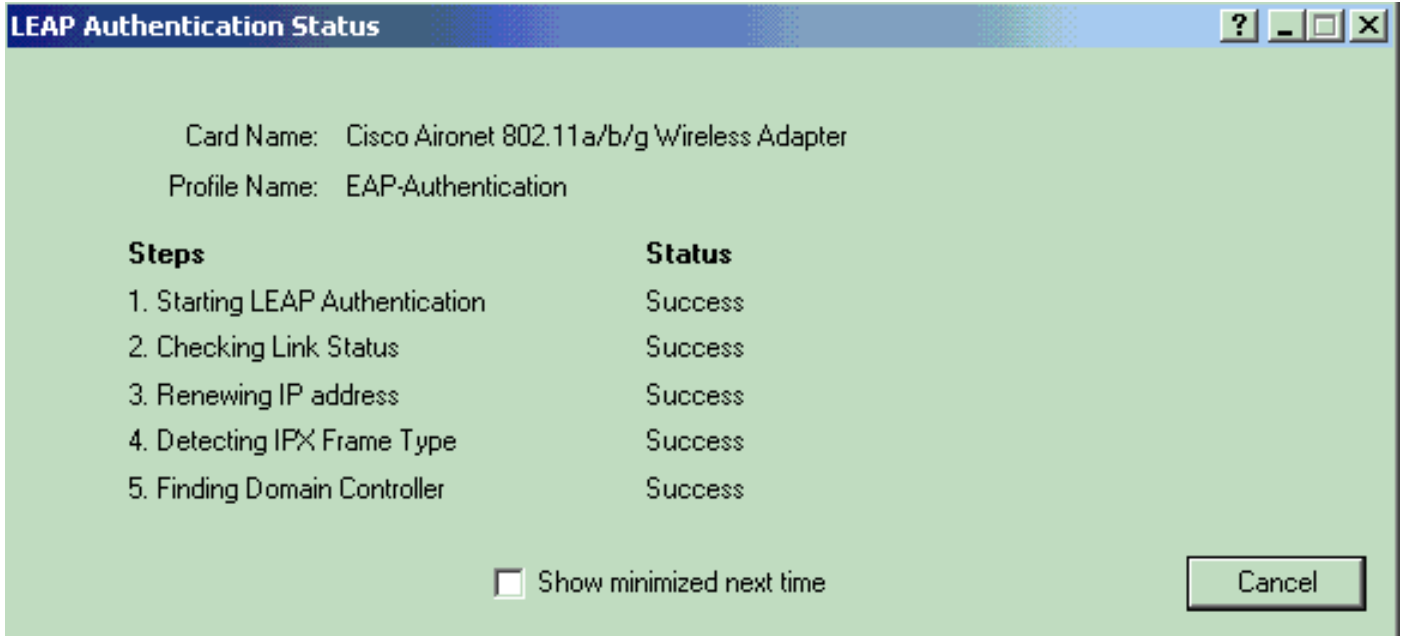 LEAP Authentication Status
Card Name: Cisco Aironet 802.11a/b/g Wireless Adapter
Profile Name: EAP-Authentication
Steps Status
1. Starting LEAP Authentication Success
2. Checking Link Status Success
3. Renewing IP address Success
4. Detecting IPX Frame Type Success
5. Finding Domain Controller Success
Show minimized next time
Cancel